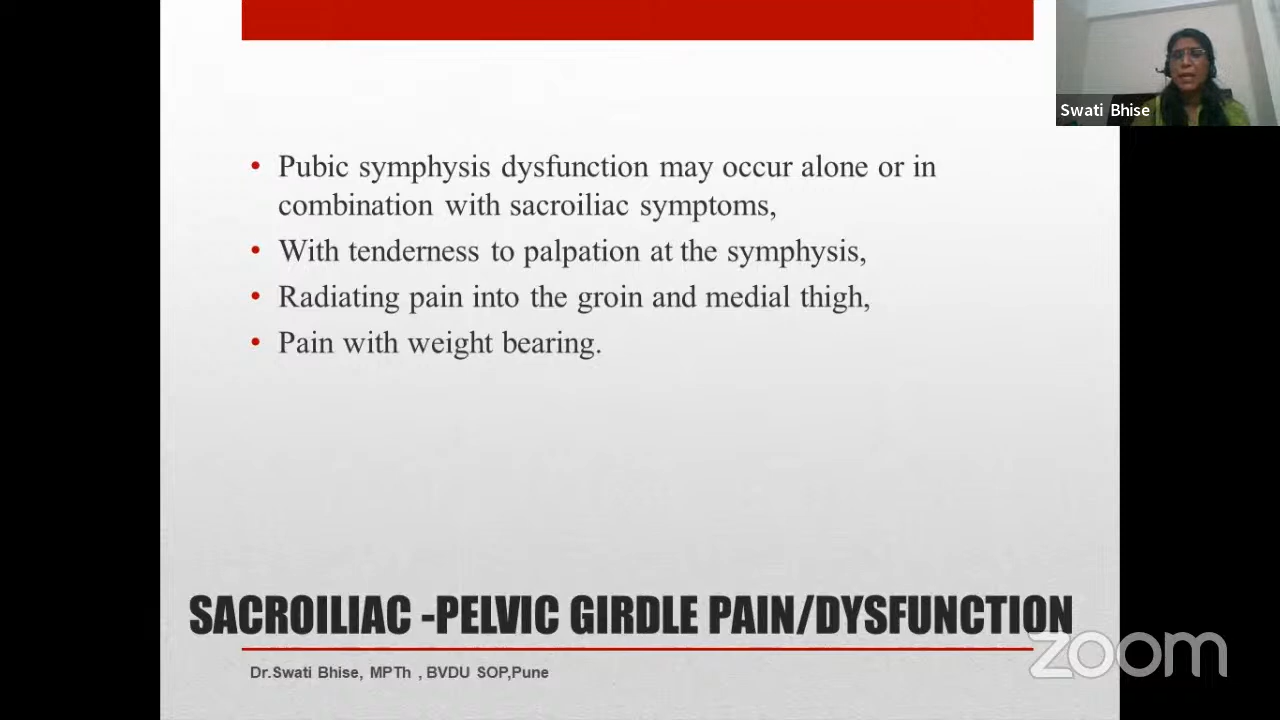 Swati Bhise
• Pubic symphysis dysfunction may occur alone or in
combination with sacroiliac symptoms,
• With tenderness to palpation at the symphysis,
• Radiating pain into the groin and medial thigh,
• Pain with weight bearing.
SACROILIAC -PELVIC GIRDLE PAIN/DYSFUNCTION
Dr.Swati Bhise, MPTh , BVDU SOP,Pune
zoom